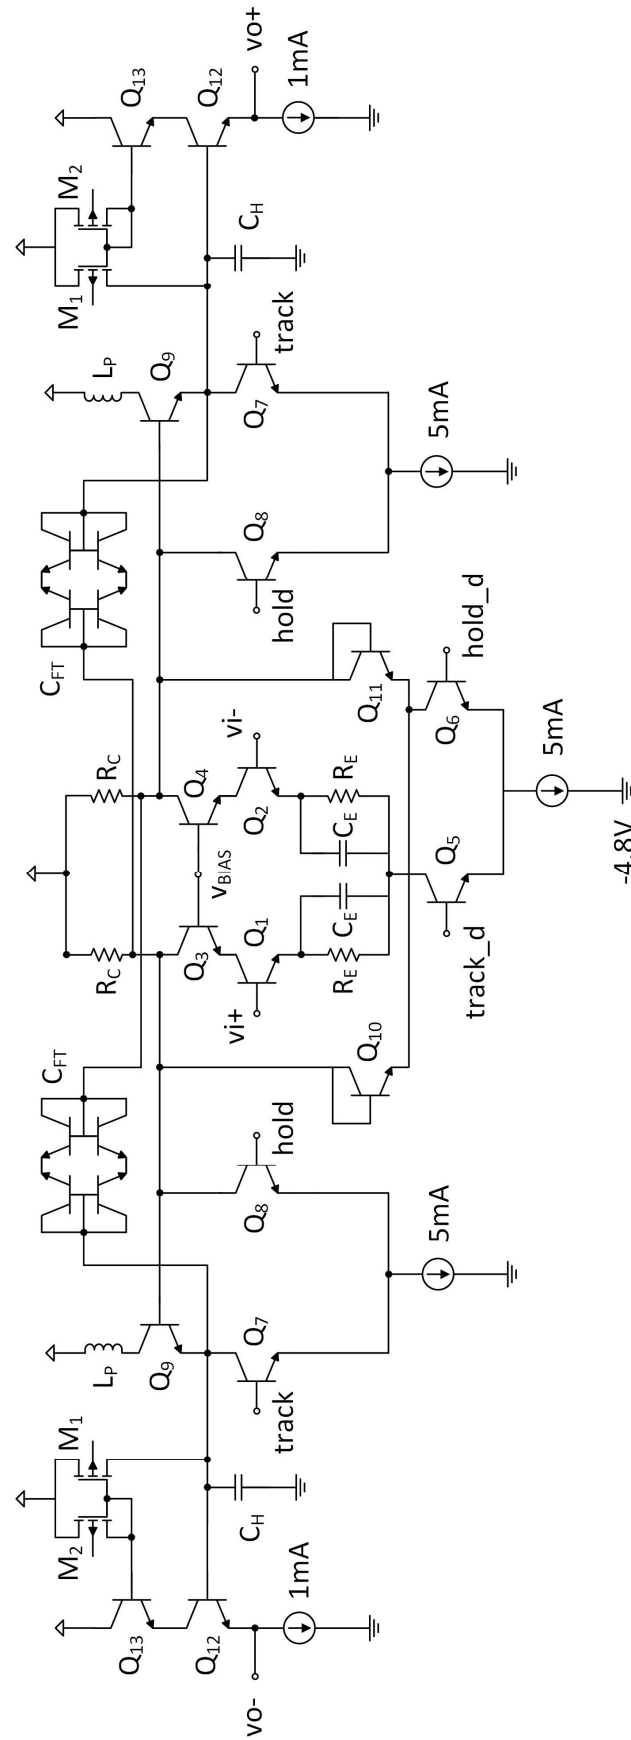 vo-
Q13
Q12
1mA
M2
M1
CH
LP
Q9
track
Q7
5mA
Q8
hold
CFT
Q10
RC
RC
Q3
Q4
vBIAS
vi+
Q1
Q2
vi-
RE
CE
CE
RE
track_d
Q5
Q6
hold_d
5mA
-4.8V
Q11
CFT
hold
Q8
5mA
Q7
track
LP
Q9
M1
M2
CH
Q13
Q12
vo+
1mA